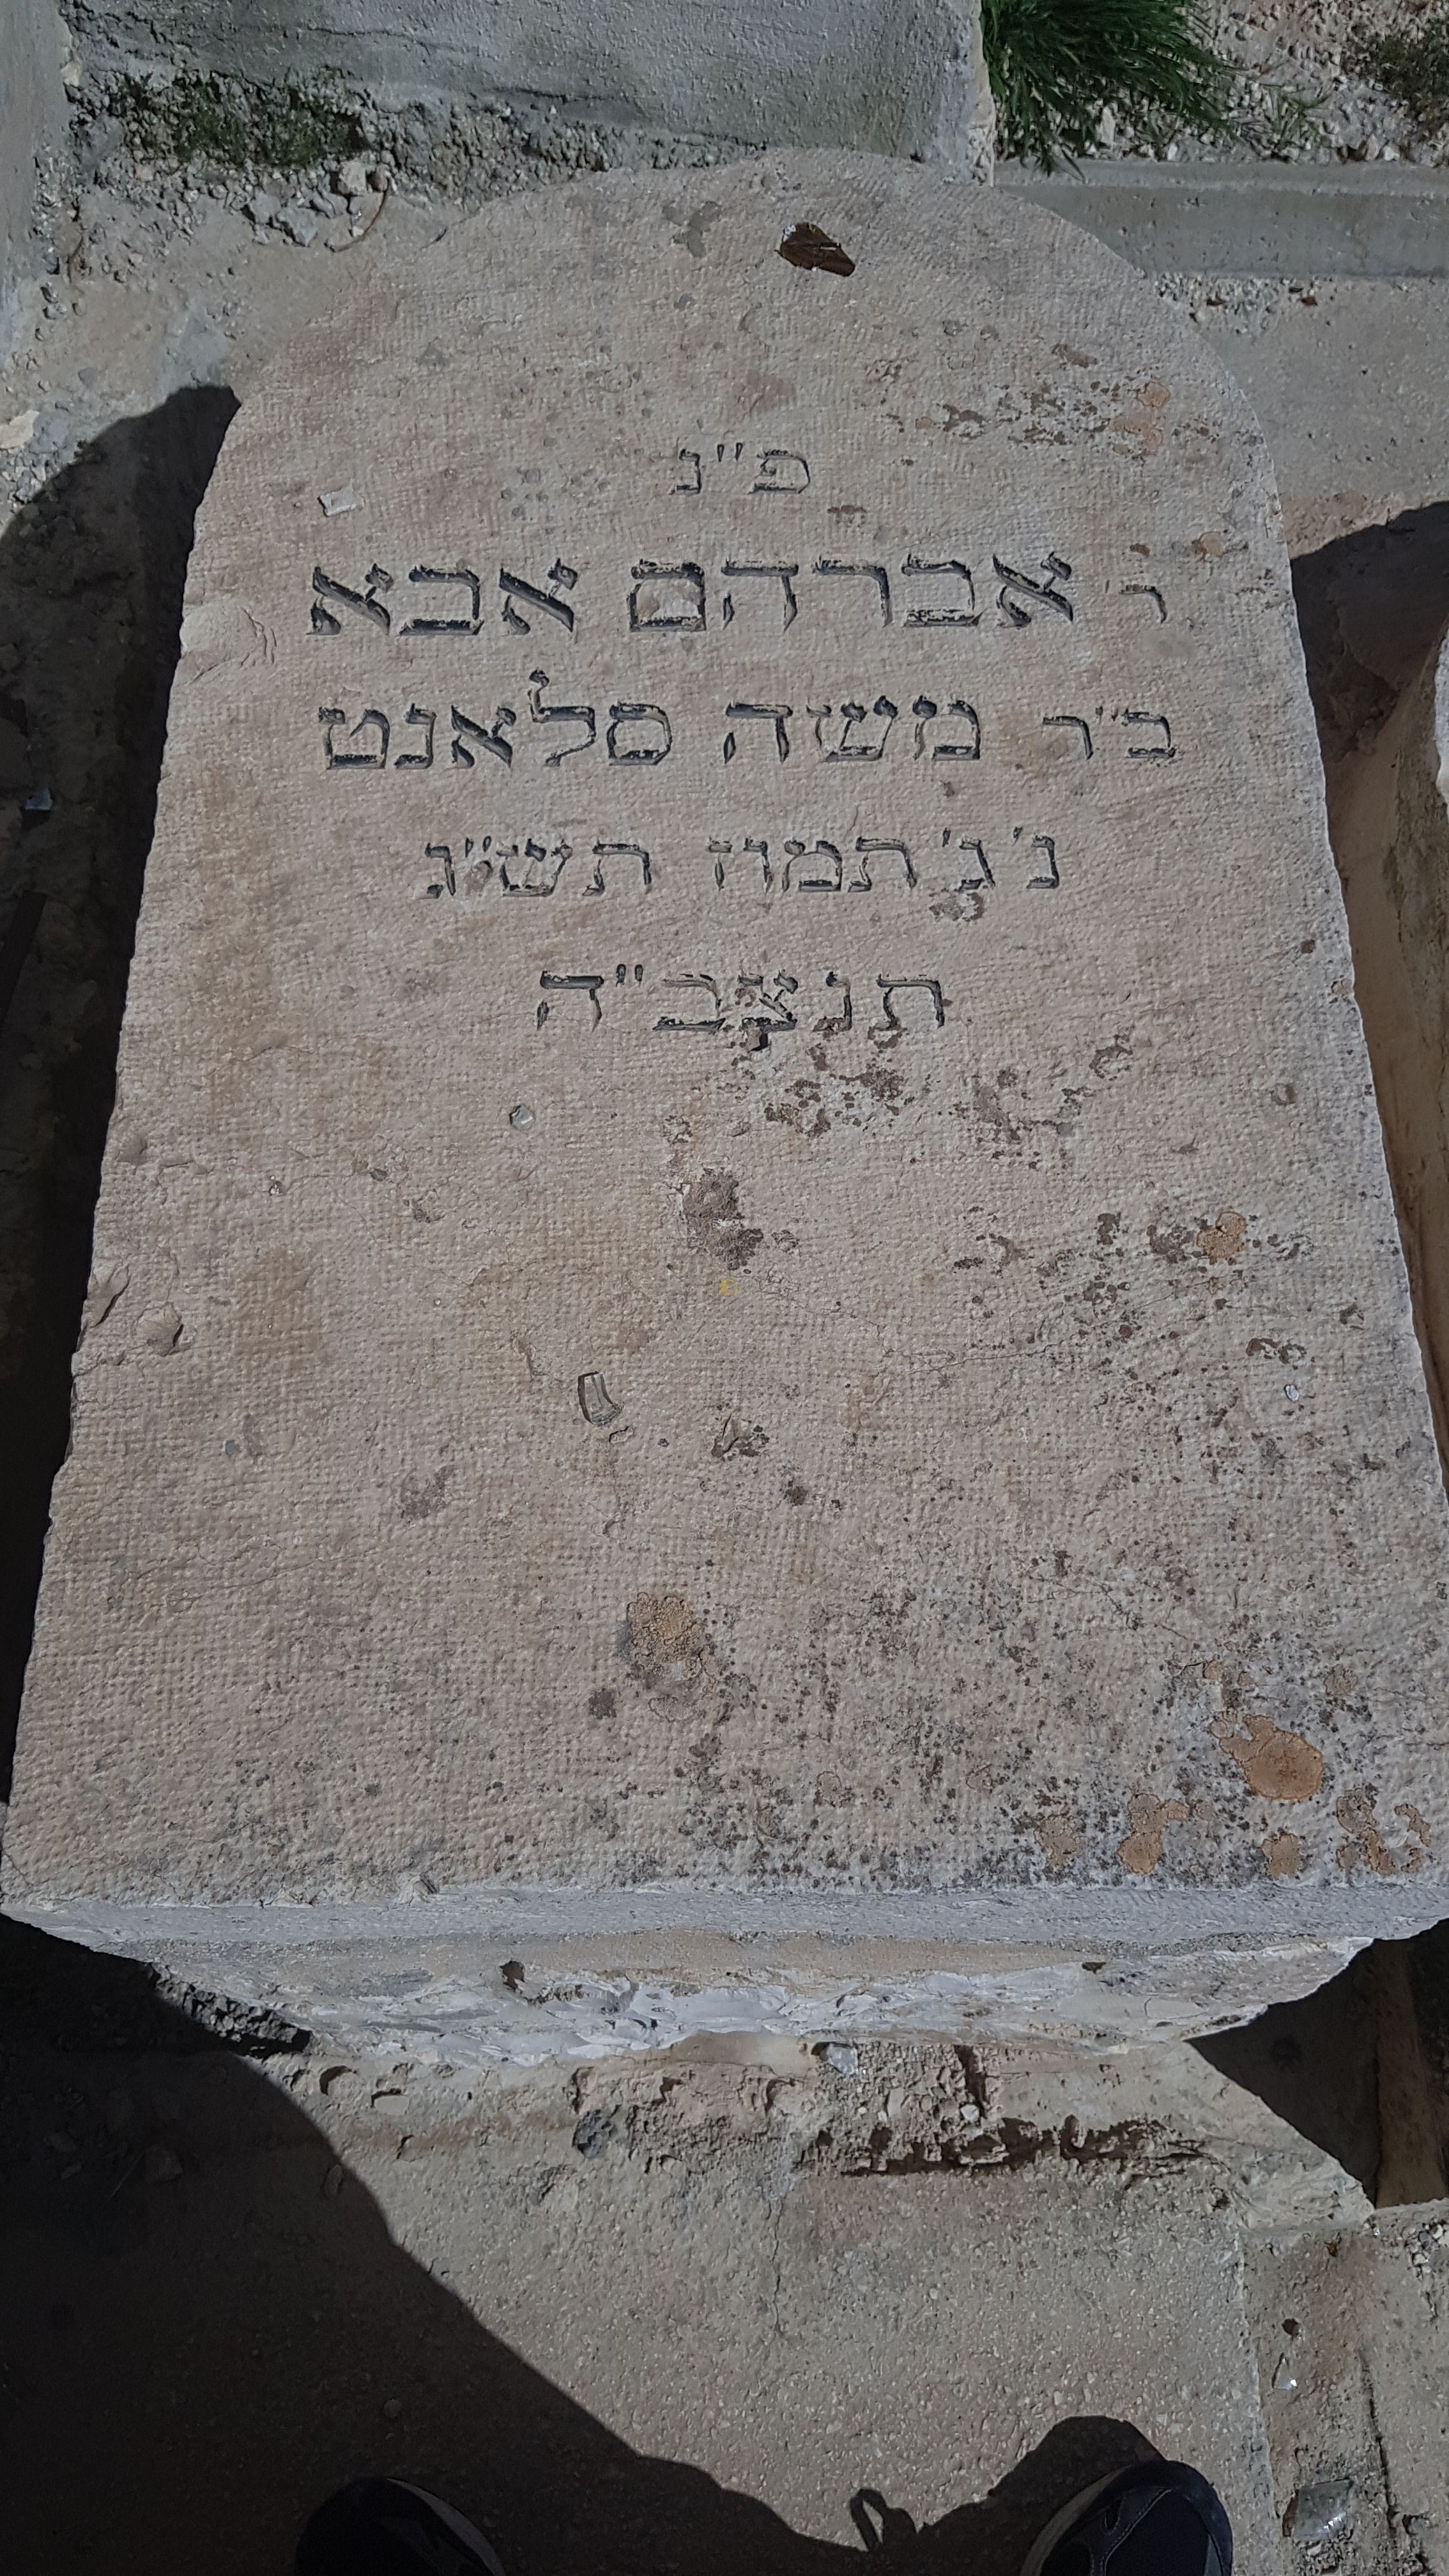 פ"נ
ר אברהם אבא
ב"ר משה סלאנט
נ' ג' תמוז תש"ג
תנצב"ה